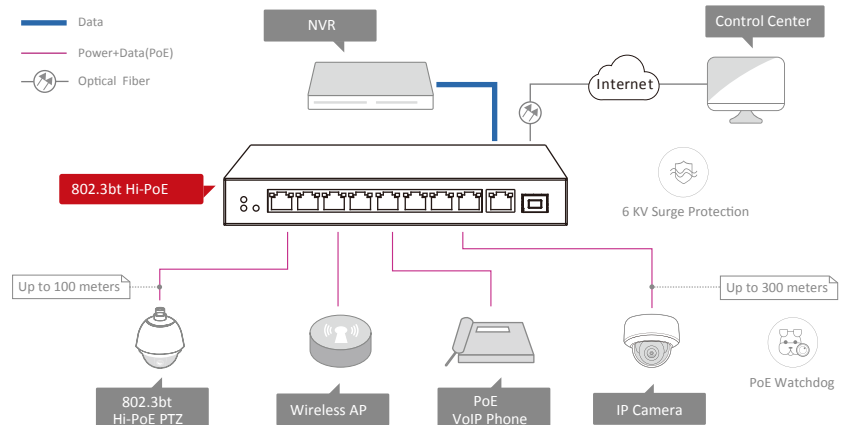 Data
Power+Data(PoE)
Optical Fiber
NVR
Control Center
Internet
802.3bt Hi-PoE
6 KV Surge Protection
Up to 100 meters
Up to 300 meters
802.3bt
Hi-PoE PTZ
Wireless AP
PoE
VoIP Phone
IP Camera
PoE Watchdog